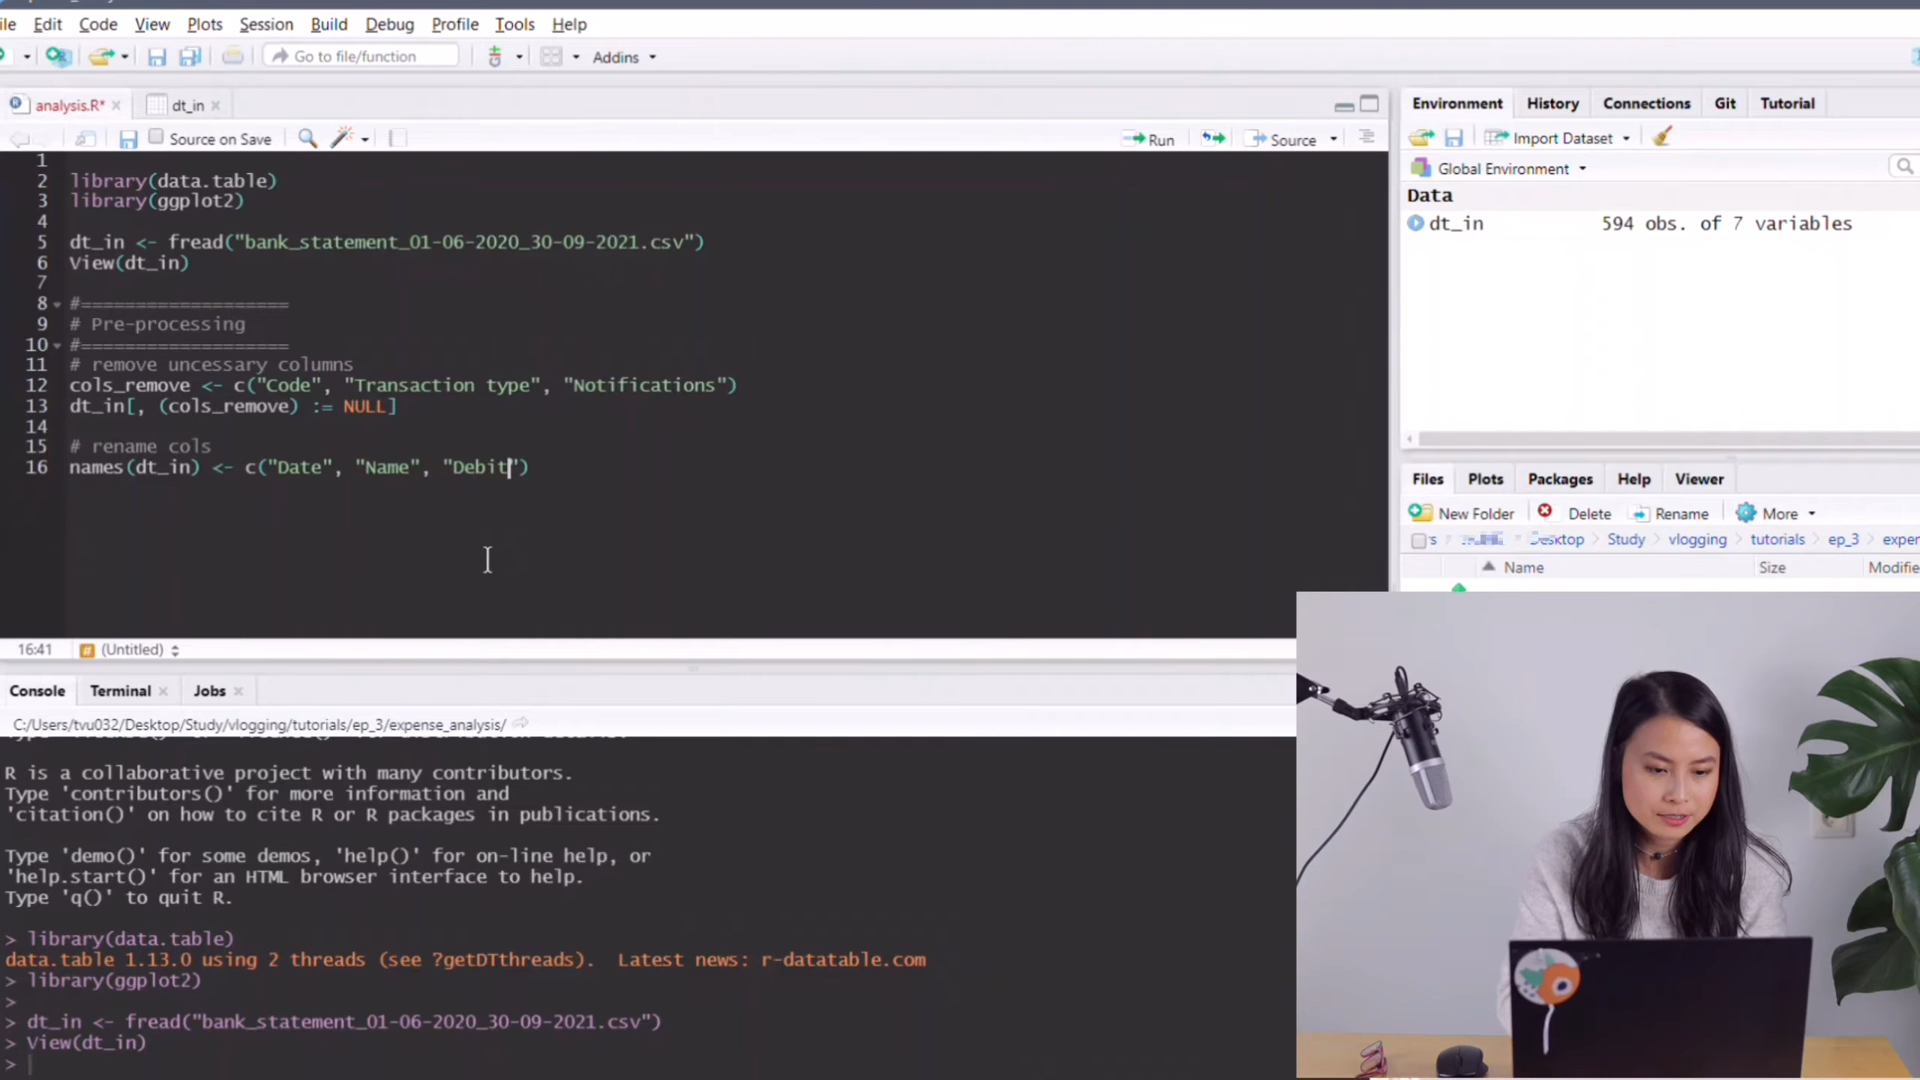 ile Edit Code View Plots Session Build Debug Profile Tools Help
Go to file/function Addins
analysis.R* dt_in
Source on Save Run Source
1
2 library(data.table)
3 library(ggplot2)
4
5 dt_in <- fread("bank_statement_01-06-2020_30-09-2021.csv")
6 View(dt_in)
7
8 #===================
9 # Pre-processing
10 #===================
11 # remove uncessary columns
12 cols_remove <- c("Code", "Transaction type", "Notifications")
13 dt_in[, (cols_remove) := NULL]
14
15 # rename cols
16 names(dt_in) <- c("Date", "Name", "Debit")
16:41 (Untitled)
Console Terminal Jobs
C:/Users/tvu032/Desktop/Study/vlogging/tutorials/ep_3/expense_analysis/
R is a collaborative project with many contributors.
Type 'contributors()' for more information and
'citation()' on how to cite R or R packages in publications.
Type 'demo()' for some demos, 'help()' for on-line help, or
'help.start()' for an HTML browser interface to help.
Type 'q()' to quit R.
> library(data.table)
data.table 1.13.0 using 2 threads (see ?getDTthreads). Latest news: r-datatable.com
> library(ggplot2)
>
> dt_in <- fread("bank_statement_01-06-2020_30-09-2021.csv")
> View(dt_in)
>
Environment History Connections Git Tutorial
Import Dataset
Global Environment
Data
dt_in 594 obs. of 7 variables
Files Plots Packages Help Viewer
New Folder Delete Rename More
Desktop > Study > vlogging > tutorials > ep_3 > exper
Name Size Modifie